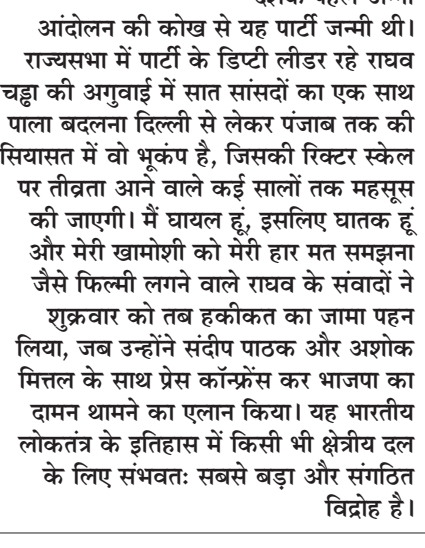 आंदोलन की कोख से यह पार्टी जन्मी थी।
राज्यसभा में पार्टी के डिप्टी लीडर रहे राघव
चड्ढा की अगुवाई में सात सांसदों का एक साथ
पाला बदलना दिल्ली से लेकर पंजाब तक की
सियासत में वो भूकंप है, जिसकी रिक्टर स्केल
पर तीव्रता आने वाले कई सालों तक महसूस
की जाएगी। मैं घायल हूं, इसलिए घातक हूं
और मेरी खामोशी को मेरी हार मत समझना
जैसे फिल्मी लगने वाले राघव के संवादों ने
शुक्रवार को तब हकीकत का जामा पहन
लिया, जब उन्होंने संदीप पाठक और अशोक
मित्तल के साथ प्रेस कॉन्फ्रेंस कर भाजपा का
दामन थामने का एलान किया। यह भारतीय
लोकतंत्र के इतिहास में किसी भी क्षेत्रीय दल
के लिए संभवतः सबसे बड़ा और संगठित
विद्रोह है।